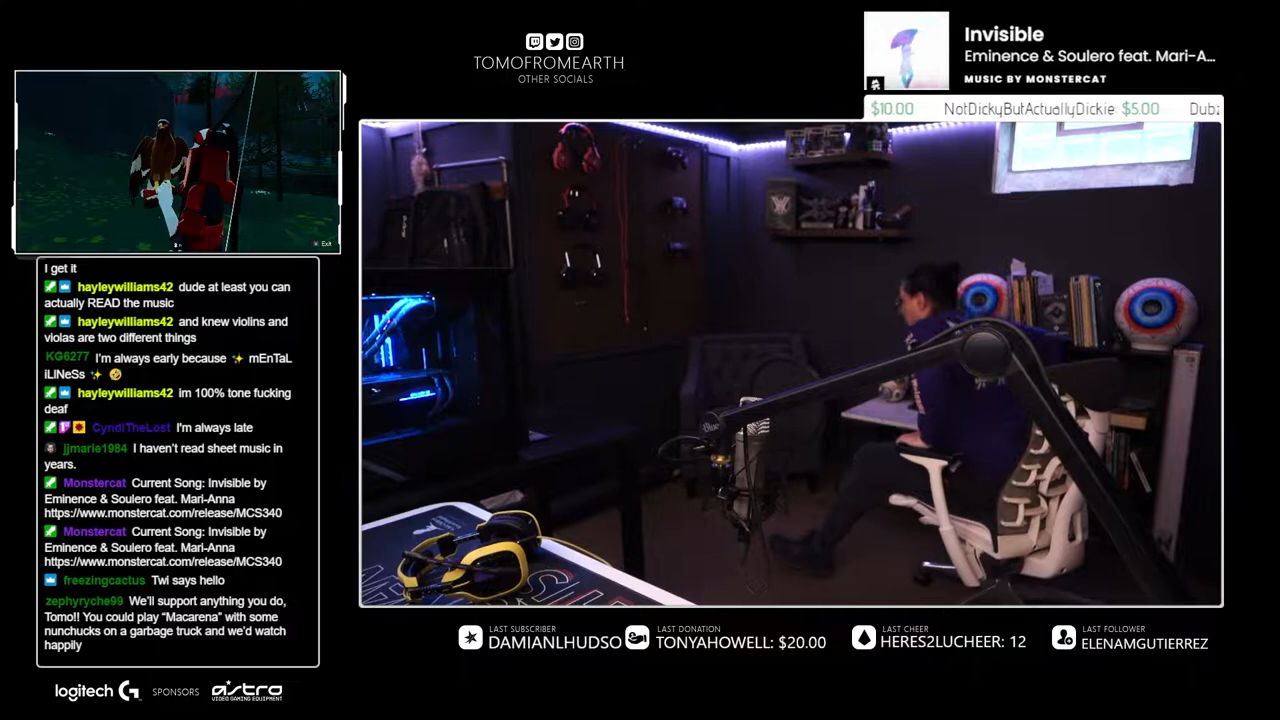 TOMOFROMEARTH
OTHER SOCIALS
Invisible
Eminence & Soulero feat. Mari-A...
MUSIC BY MONSTERCAT
$10.00 NotDickyButActuallyDickie $5.00 Dub
Exit
I get it
hayleywilliams42 dude at least you can
actually READ the music
hayleywilliams42 and knew violins and
violas are two different things
KG6277 I'm always early because ✨ mEnTaL
iLlNeSs ✨ 🤣
hayleywilliams42 im 100% tone fucking
deaf
CyndiTheLost I'm always late
jjmarie1984 I haven't read sheet music in
years.
Monstercat Current Song: Invisible by
Eminence & Soulero feat. Mari-Anna
https://www.monstercat.com/release/MCS340
Monstercat Current Song: Invisible by
Eminence & Soulero feat. Mari-Anna
https://www.monstercat.com/release/MCS340
freezingcactus Twi says hello
zephyryche99 We'll support anything you do,
Tomo!! You could play "Macarena" with some
nunchucks on a garbage truck and we'd watch
happily
Blue
LAST SUBSCRIBER
DAMIANLHUDSO
LAST DONATION
TONYAHOWELL: $20.00
LAST CHEER
HERES2LUCHEER: 12
LAST FOLLOWER
ELENAMGUTIERREZ
logitech G
SPONSORS
ASTRO
VIDEO GAMING EQUIPMENT